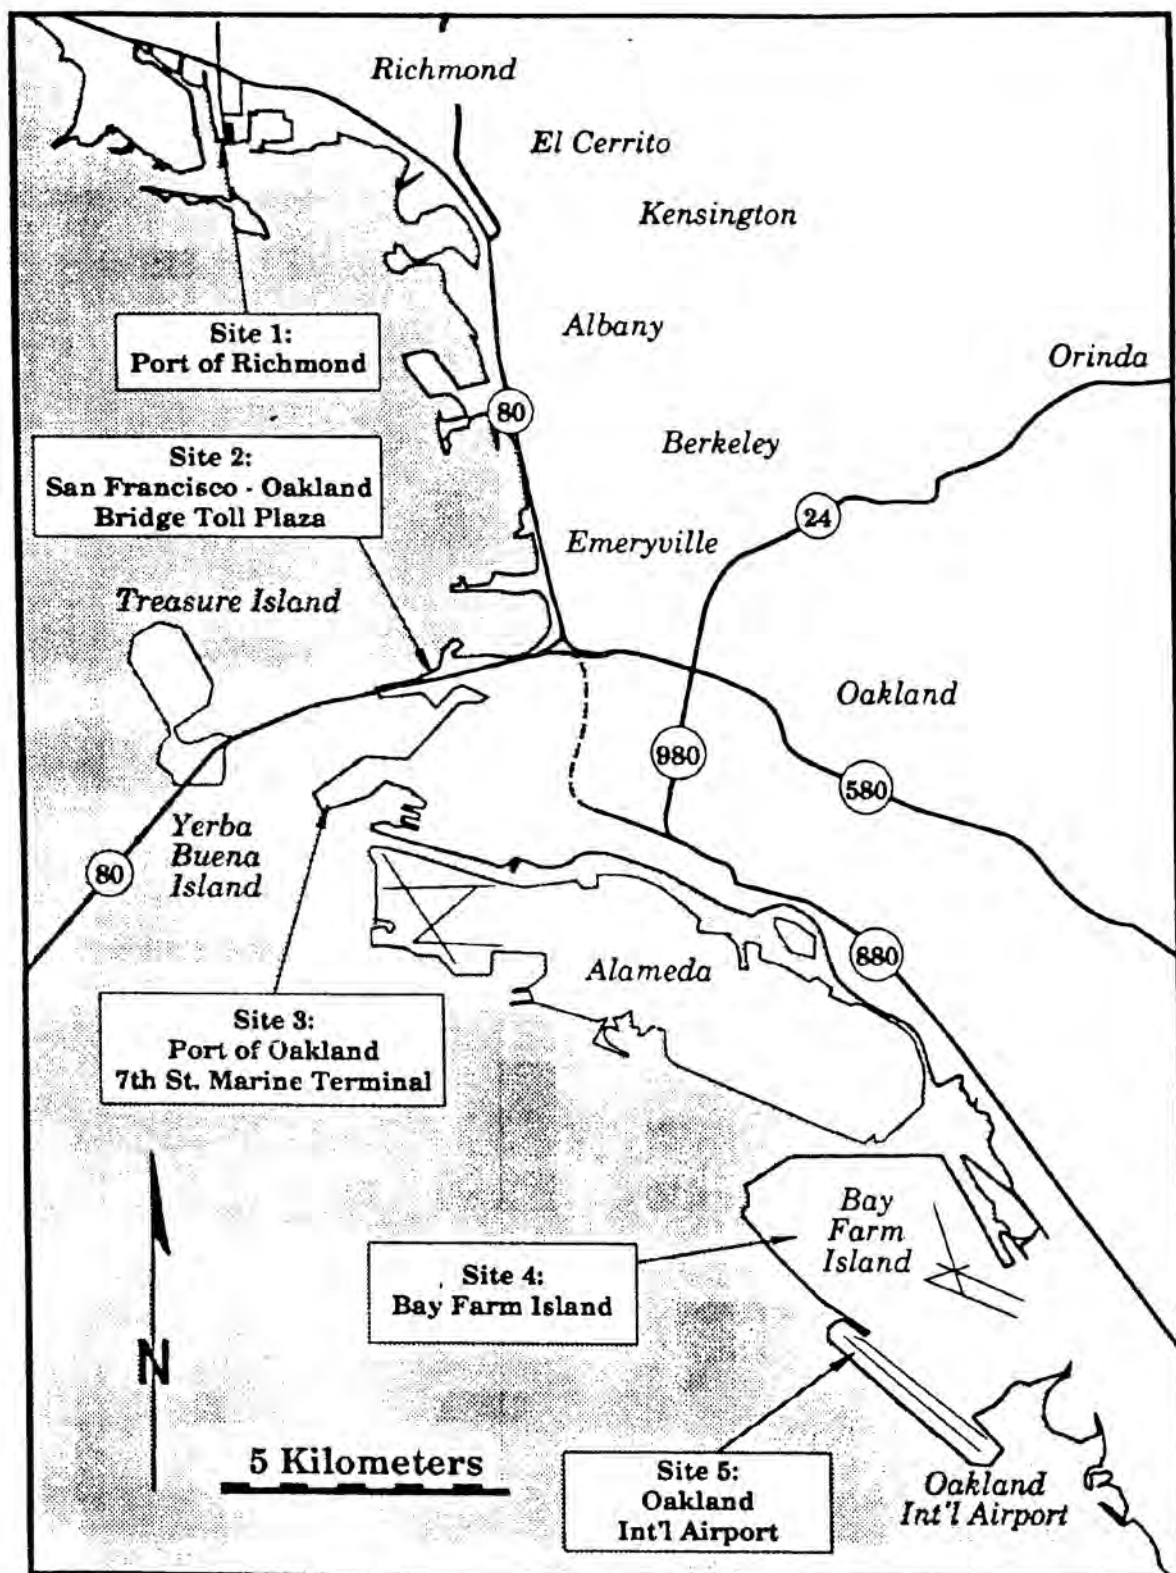 Richmond
El Cerrito
Kensington
Site 1:
Port of Richmond
Albany
Orinda
80
Site 2:
San Francisco - Oakland
Bridge Toll Plaza
Berkeley
24
Emeryville
Treasure Island
Oakland
980
580
Yerba
Buena
Island
80
880
Alameda
Site 3:
Port of Oakland
7th St. Marine Terminal
Bay
Farm
Island
Site 4:
Bay Farm Island
N
5 Kilometers
Site 5:
Oakland
Int'l Airport
Oakland
Int'l Airport